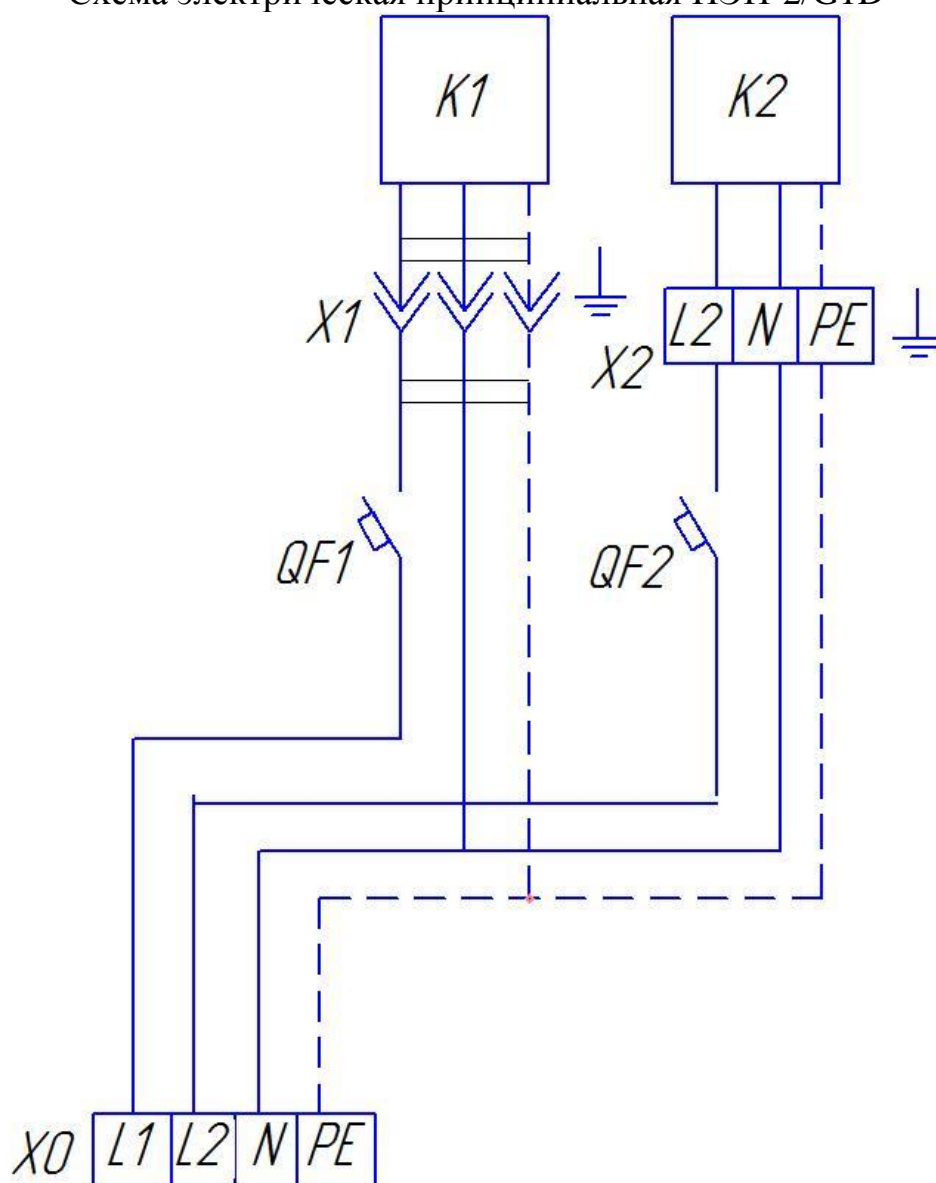 Схема электрическая принципиальная
K1 K2
X1
X2 L2 N PE
QF1 QF2
X0 L1 L2 N PE